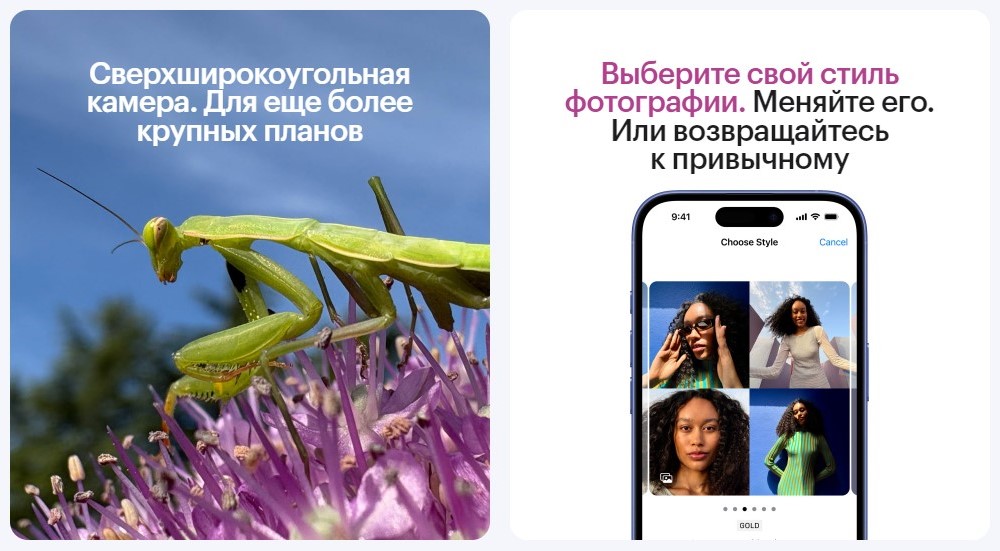 Сверхширокоугольная
камера. Для еще более
крупных планов
Выберите свой стиль
фотографии. Меняйте его.
Или возвращайтесь
к привычному
9:41
Choose Style
Cancel
GOLD